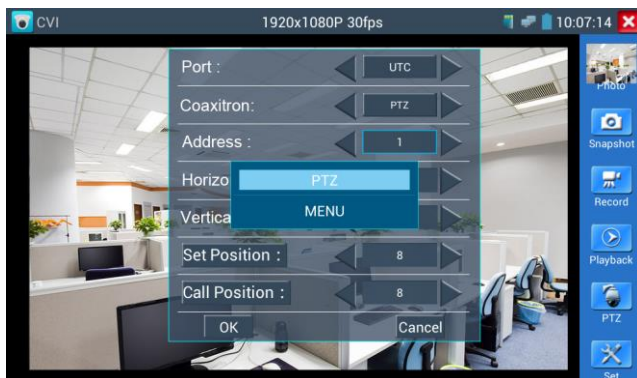 CVI 1920x1080P 30fps 10:07:14
Port : UTC
Coaxitron: PTZ
Address : 1
Horizo
PTZ
MENU
Vertica
Set Position : 8
Call Position : 8
OK Cancel
Photo
Snapshot
Record
Playback
PTZ
Set